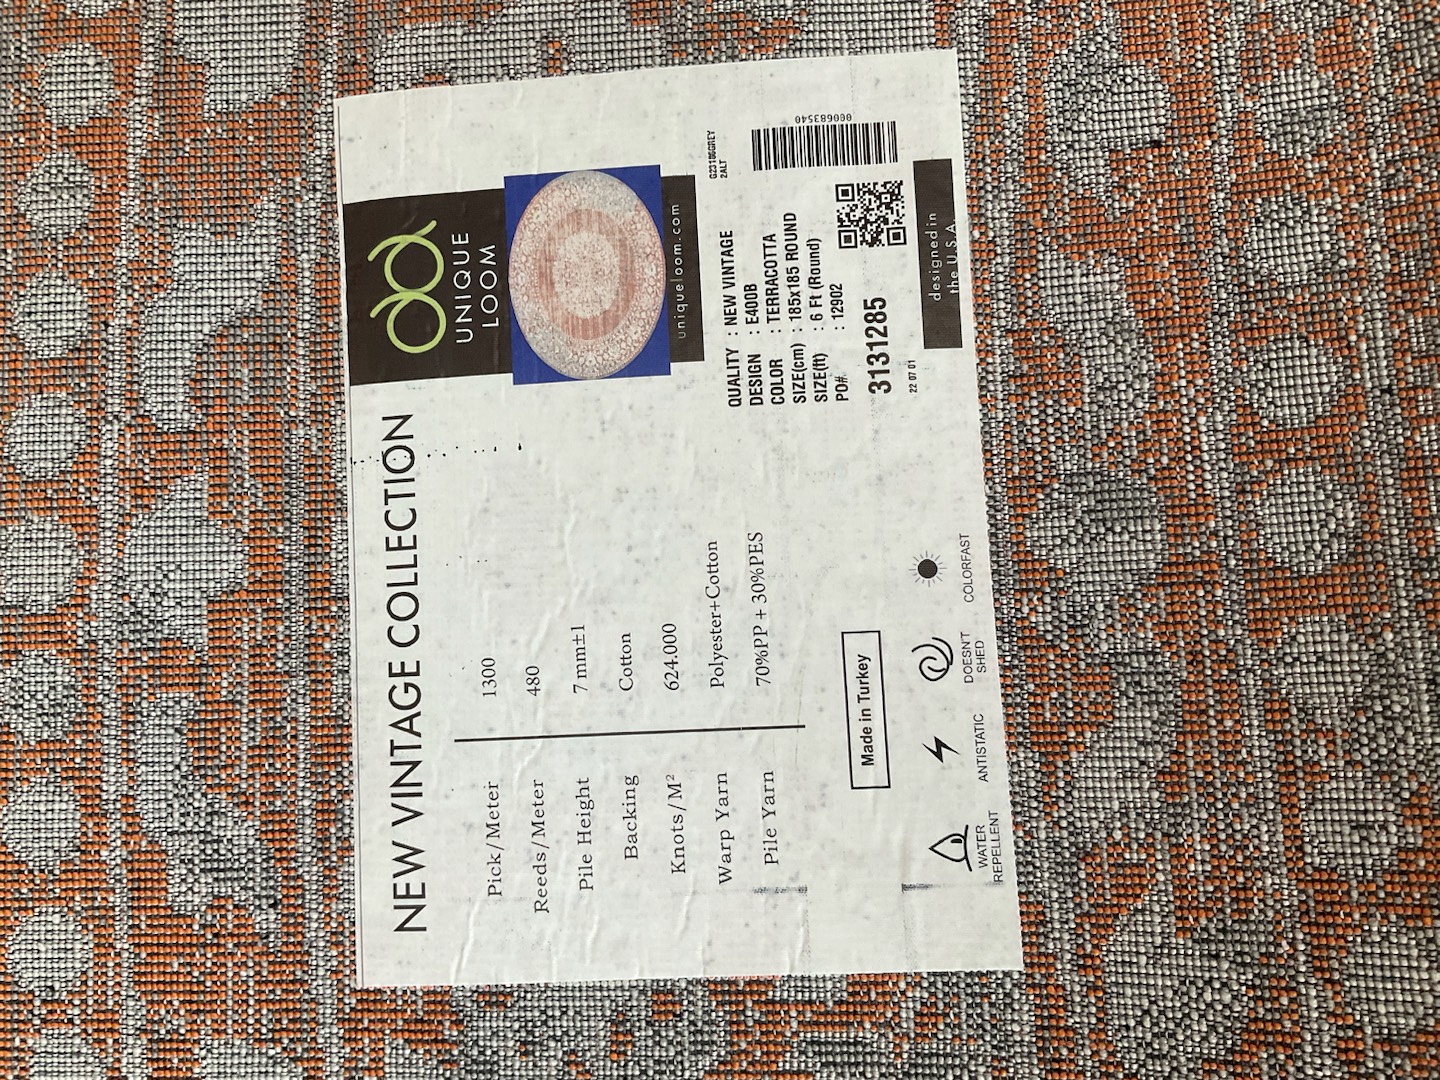 NEW VINTAGE COLLECTION
UNIQUE
LOOM
uniqueloom.com
Pick/Meter 1300
Reeds/Meter 480
Pile Height 7 mm±1
Backing Cotton
Knots/M² 624.000
Warp Yarn Polyester+Cotton
Pile Yarn 70%PP + 30%PES
G23186GREY
2ALT
QUALITY : NEW VINTAGE
DESIGN : E400B
COLOR : TERRACOTTA
SIZE(cm) : 185x185 ROUND
SIZE(ft) : 6 Ft (Round)
PO# : 12902
000683540
3131285
22 07 01
Made in Turkey
designed in
the U.S.A.
WATER
REPELLENT
ANTISTATIC
DOESN'T
SHED
COLORFAST